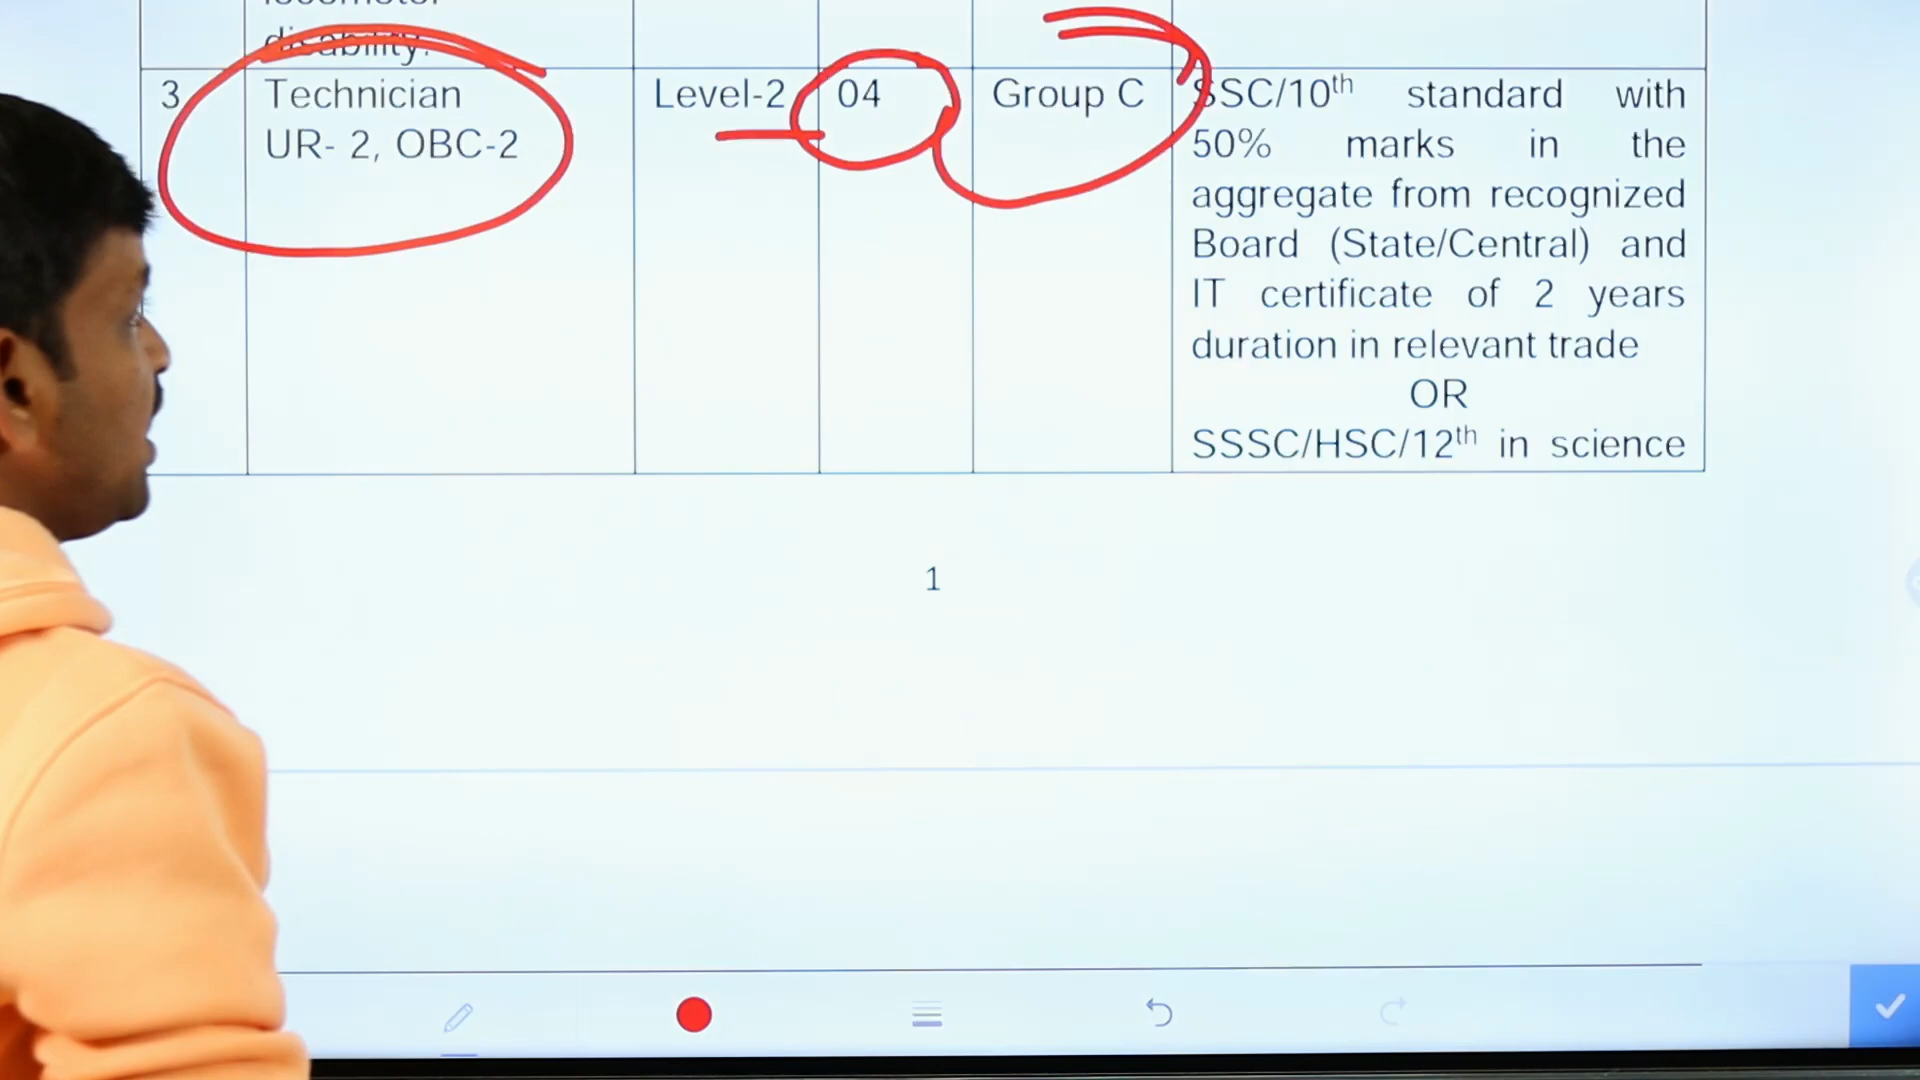 disability.
3
Technician
UR- 2, OBC-2
Level-2
04
Group C
SSC/10th standard with
50% marks in the
aggregate from recognized
Board (State/Central) and
IT certificate of 2 years
duration in relevant trade
OR
SSSC/HSC/12th in science
1